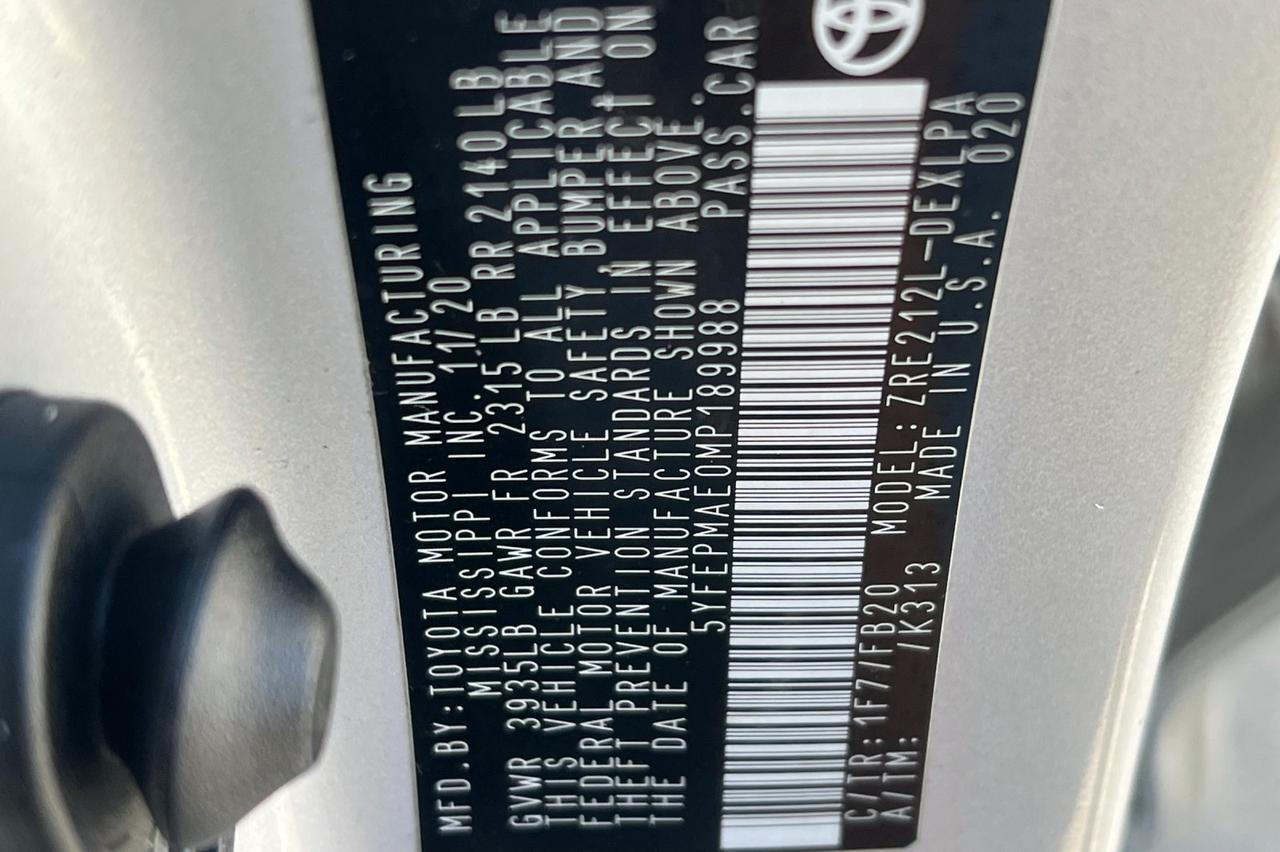 MFD.BY:TOYOTA MOTOR MANUFACTURING
MISSISSIPPI INC. 11/20
GVWR 3935LB GAWR FR 2315LB RR 2140LB
THIS VEHICLE CONFORMS TO ALL APPLICABLE
FEDERAL MOTOR VEHICLE SAFETY, BUMPER, AND
THEFT PREVENTION STANDARDS IN EFFECT ON
THE DATE OF MANUFACTURE SHOWN ABOVE.
5YFEPMAE0MP189988 PASS.CAR
C/TR:1F7/FB20 MODEL:ZRE212L-DEXLPA
A/TM: /K313 MADE IN U.S.A. 020